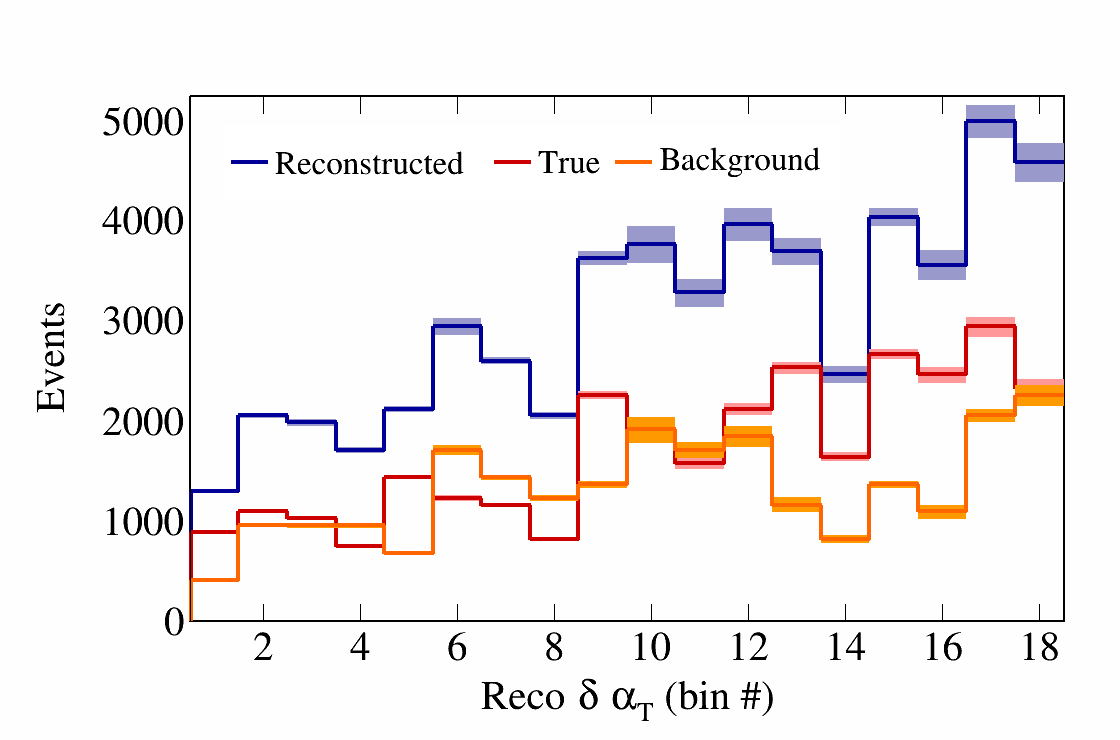 5000
Reconstructed True Background
4000
3000
2000
1000
0
Events
2 4 6 8 10 12 14 16 18
Reco δ αT (bin #)